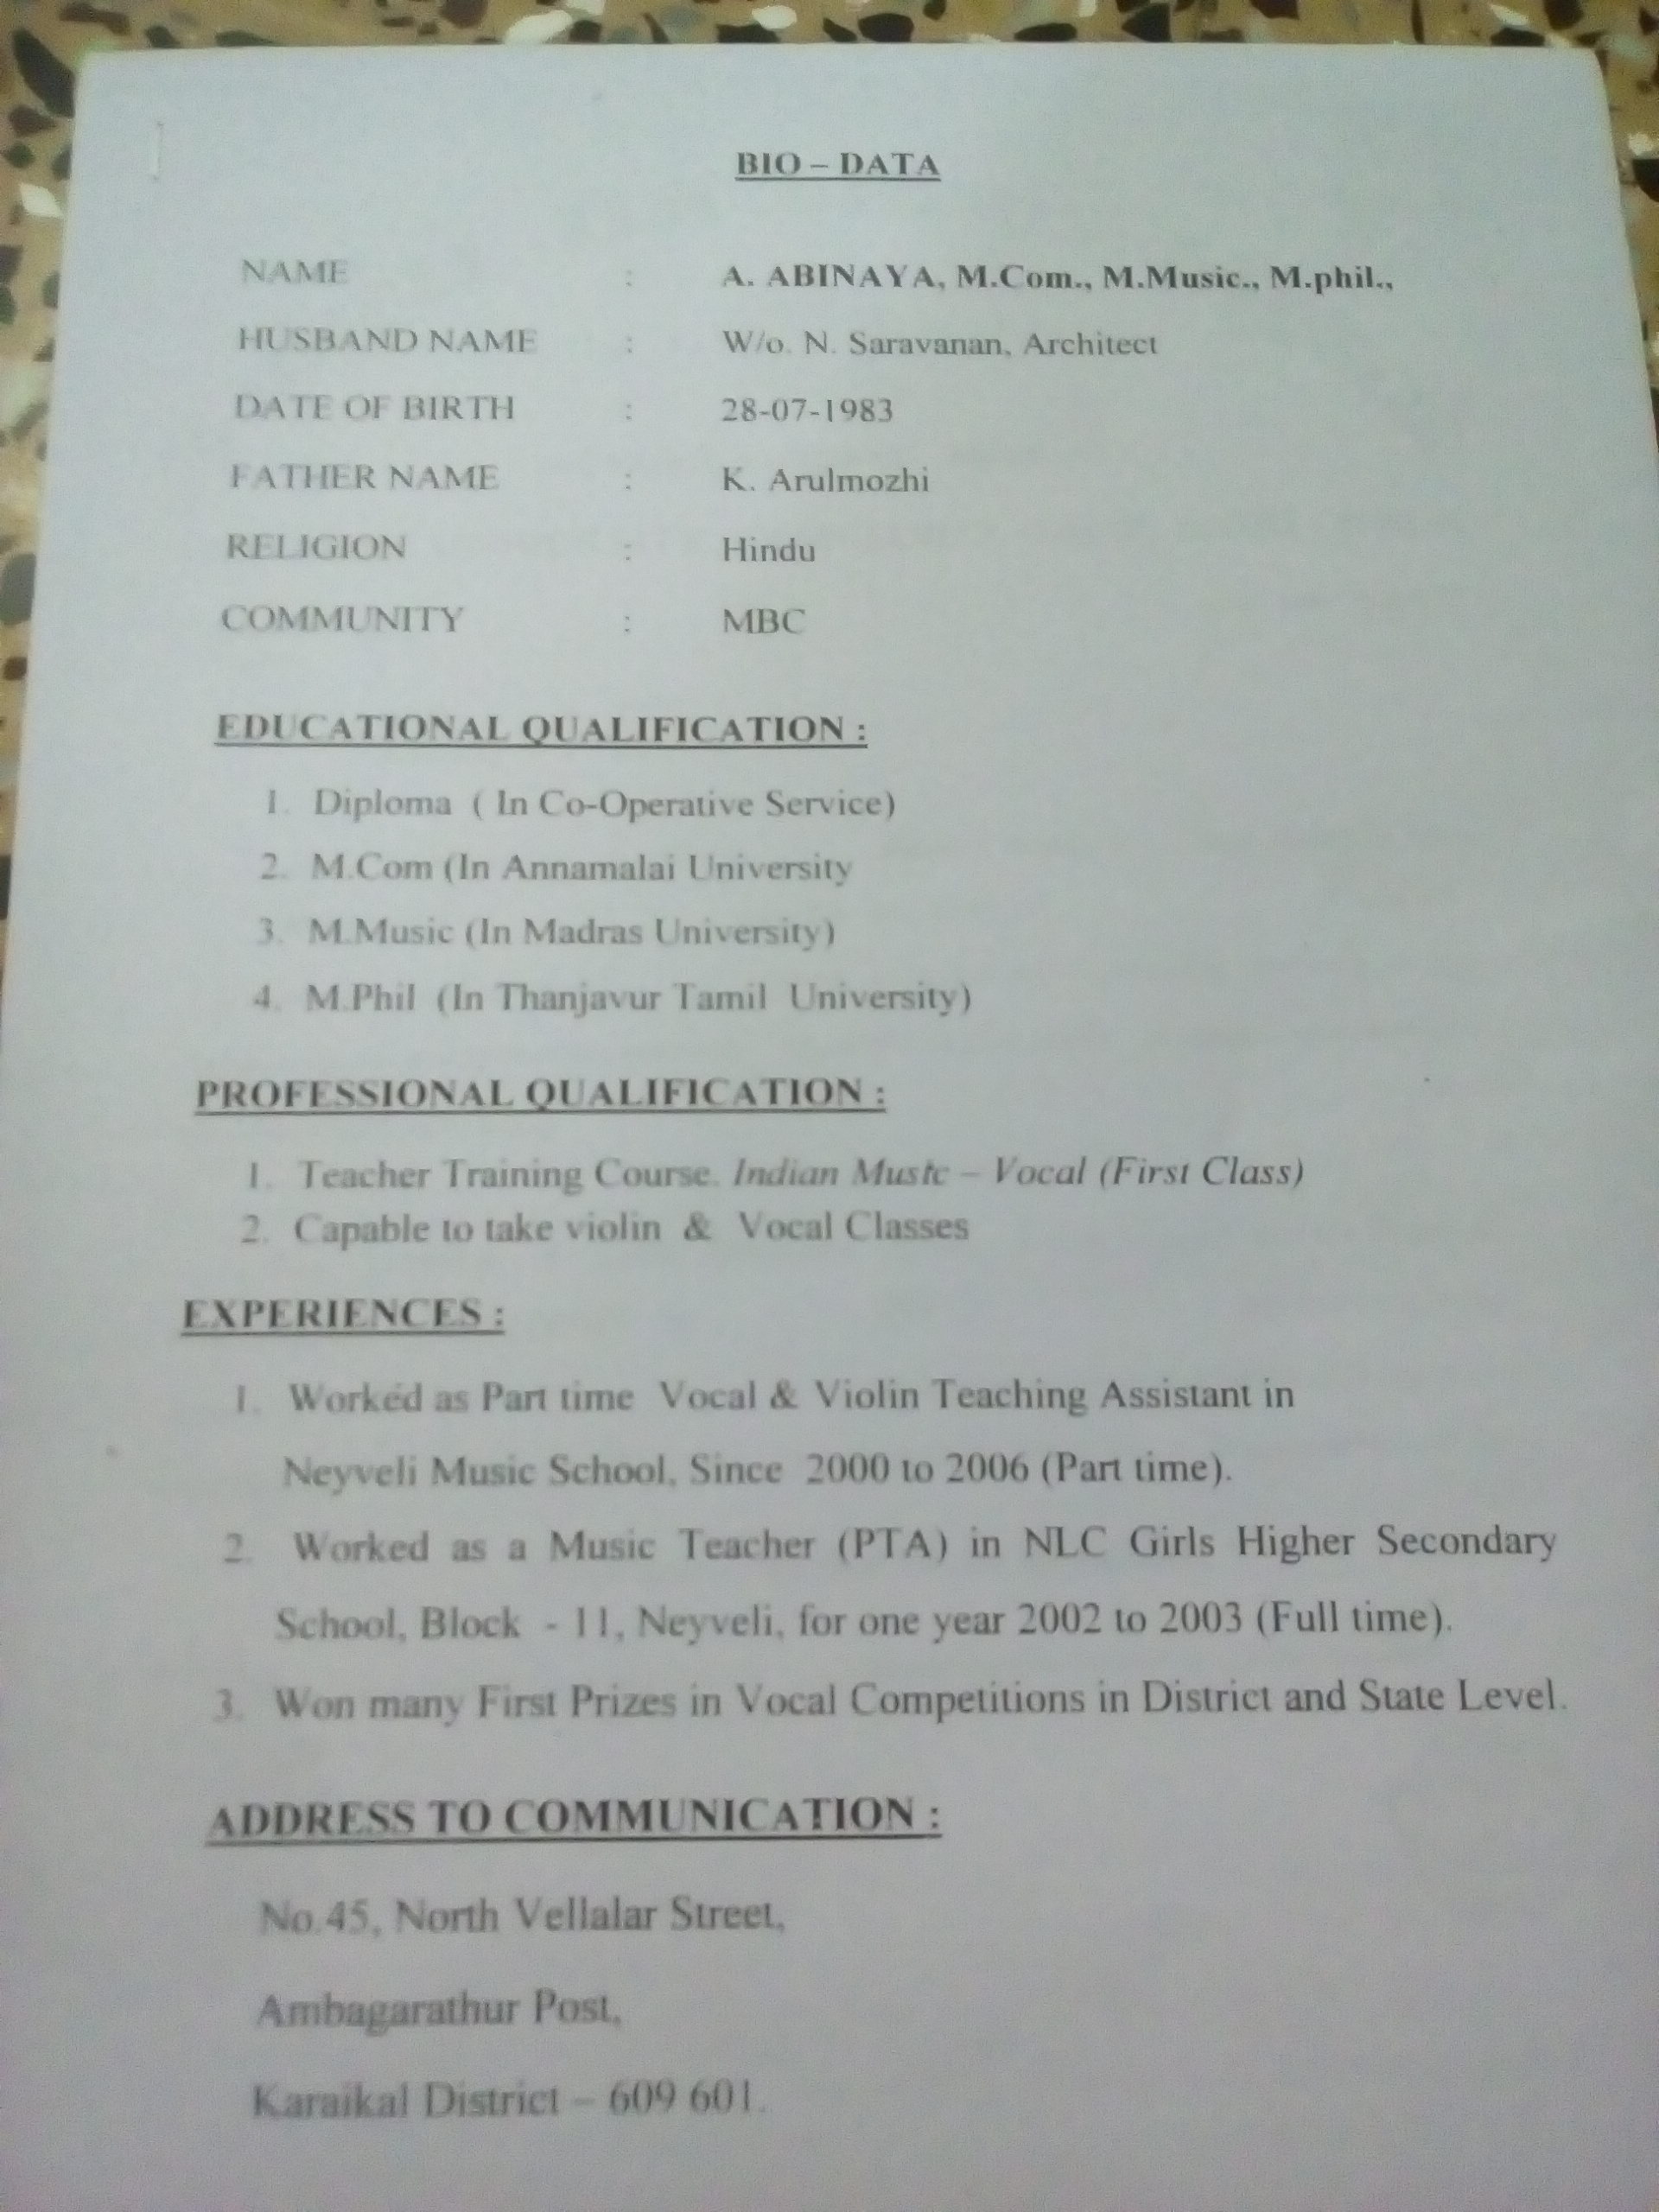 BIO – DATA
NAME : A. ABINAYA, M.Com., M.Music., M.phil.,
HUSBAND NAME : W/o. N. Saravanan, Architect
DATE OF BIRTH : 28-07-1983
FATHER NAME : K. Arulmozhi
RELIGION : Hindu
COMMUNITY : MBC
EDUCATIONAL QUALIFICATION :
1. Diploma ( In Co-Operative Service)
2. M.Com (In Annamalai University
3. M.Music (In Madras University)
4. M.Phil (In Thanjavur Tamil University)
PROFESSIONAL QUALIFICATION :
1. Teacher Training Course. Indian Music – Vocal (First Class)
2. Capable to take violin & Vocal Classes
EXPERIENCES :
1. Worked as Part time Vocal & Violin Teaching Assistant in
Neyveli Music School, Since 2000 to 2006 (Part time).
2. Worked as a Music Teacher (PTA) in NLC Girls Higher Secondary
School, Block - 11, Neyveli, for one year 2002 to 2003 (Full time).
3. Won many First Prizes in Vocal Competitions in District and State Level.
ADDRESS TO COMMUNICATION :
No.45, North Vellalar Street,
Ambagarathur Post,
Karaikal District – 609 601.